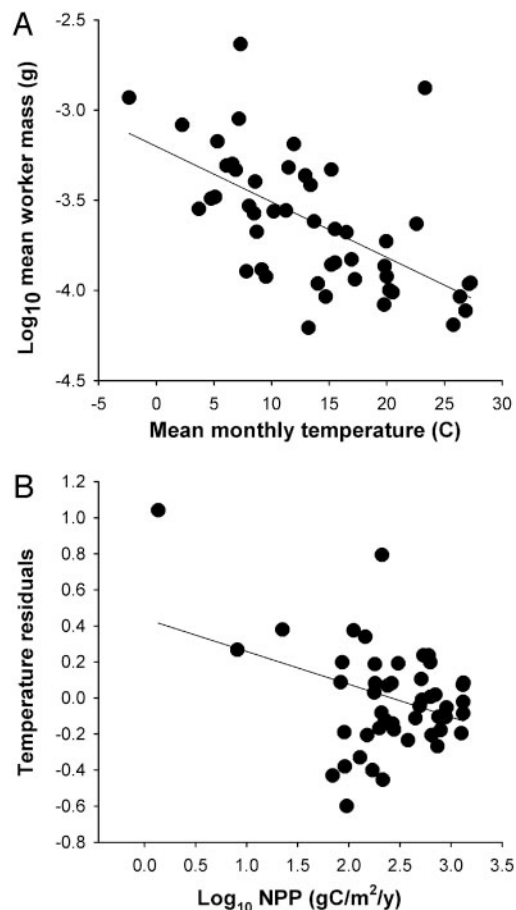 A
-2.5
-3.0
-3.5
-4.0
-4.5
Log10 mean worker mass (g)
-5 0 5 10 15 20 25 30
Mean monthly temperature (C)
B
1.2
1.0
0.8
0.6
0.4
0.2
0.0
-0.2
-0.4
-0.6
-0.8
Temperature residuals
0.0 0.5 1.0 1.5 2.0 2.5 3.0 3.5
Log10 NPP (gC/m2/y)